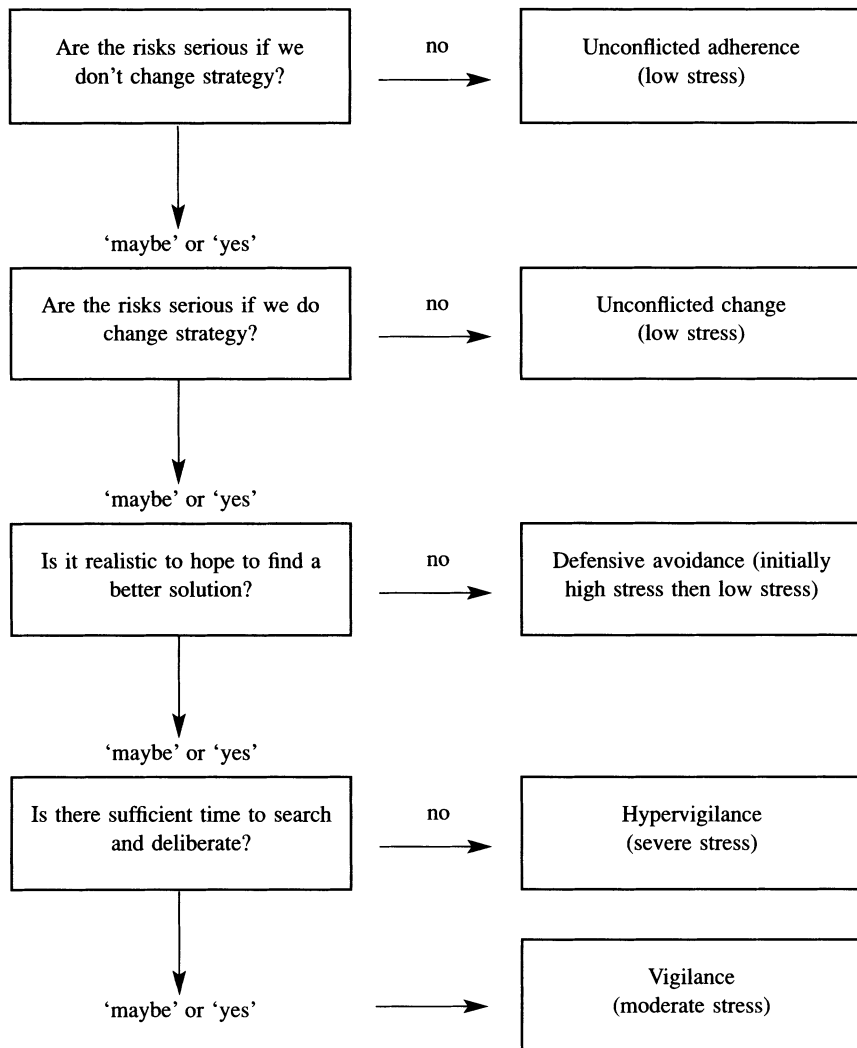 Are the risks serious if we
don't change strategy?
no
Unconflicted adherence
(low stress)
‘maybe’ or ‘yes’
Are the risks serious if we do
change strategy?
no
Unconflicted change
(low stress)
‘maybe’ or ‘yes’
Is it realistic to hope to find a
better solution?
no
Defensive avoidance (initially
high stress then low stress)
‘maybe’ or ‘yes’
Is there sufficient time to search
and deliberate?
no
Hypervigilance
(severe stress)
‘maybe’ or ‘yes’
Vigilance
(moderate stress)